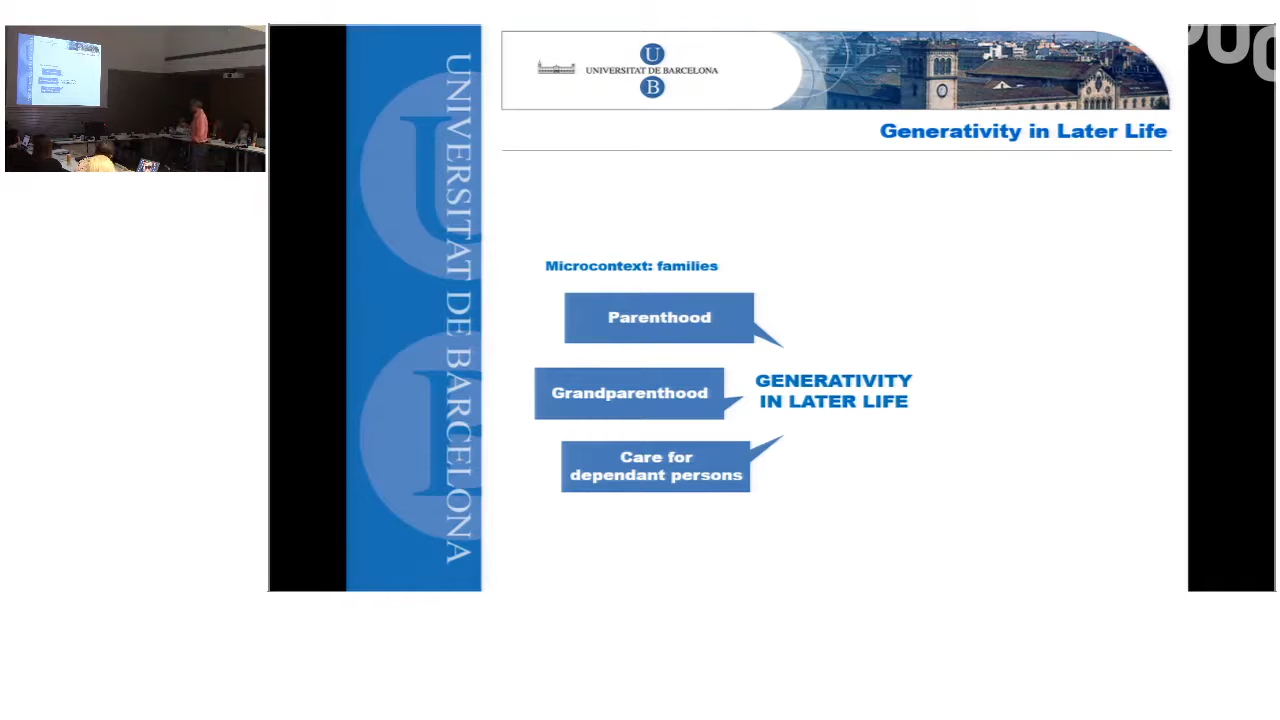 UNIVERSITAT DE BARCELONA
U
UNIVERSITAT DE BARCELONA
B
Generativity in Later Life
Microcontext: families
Parenthood
Grandparenthood
GENERATIVITY
IN LATER LIFE
Care for
dependant persons